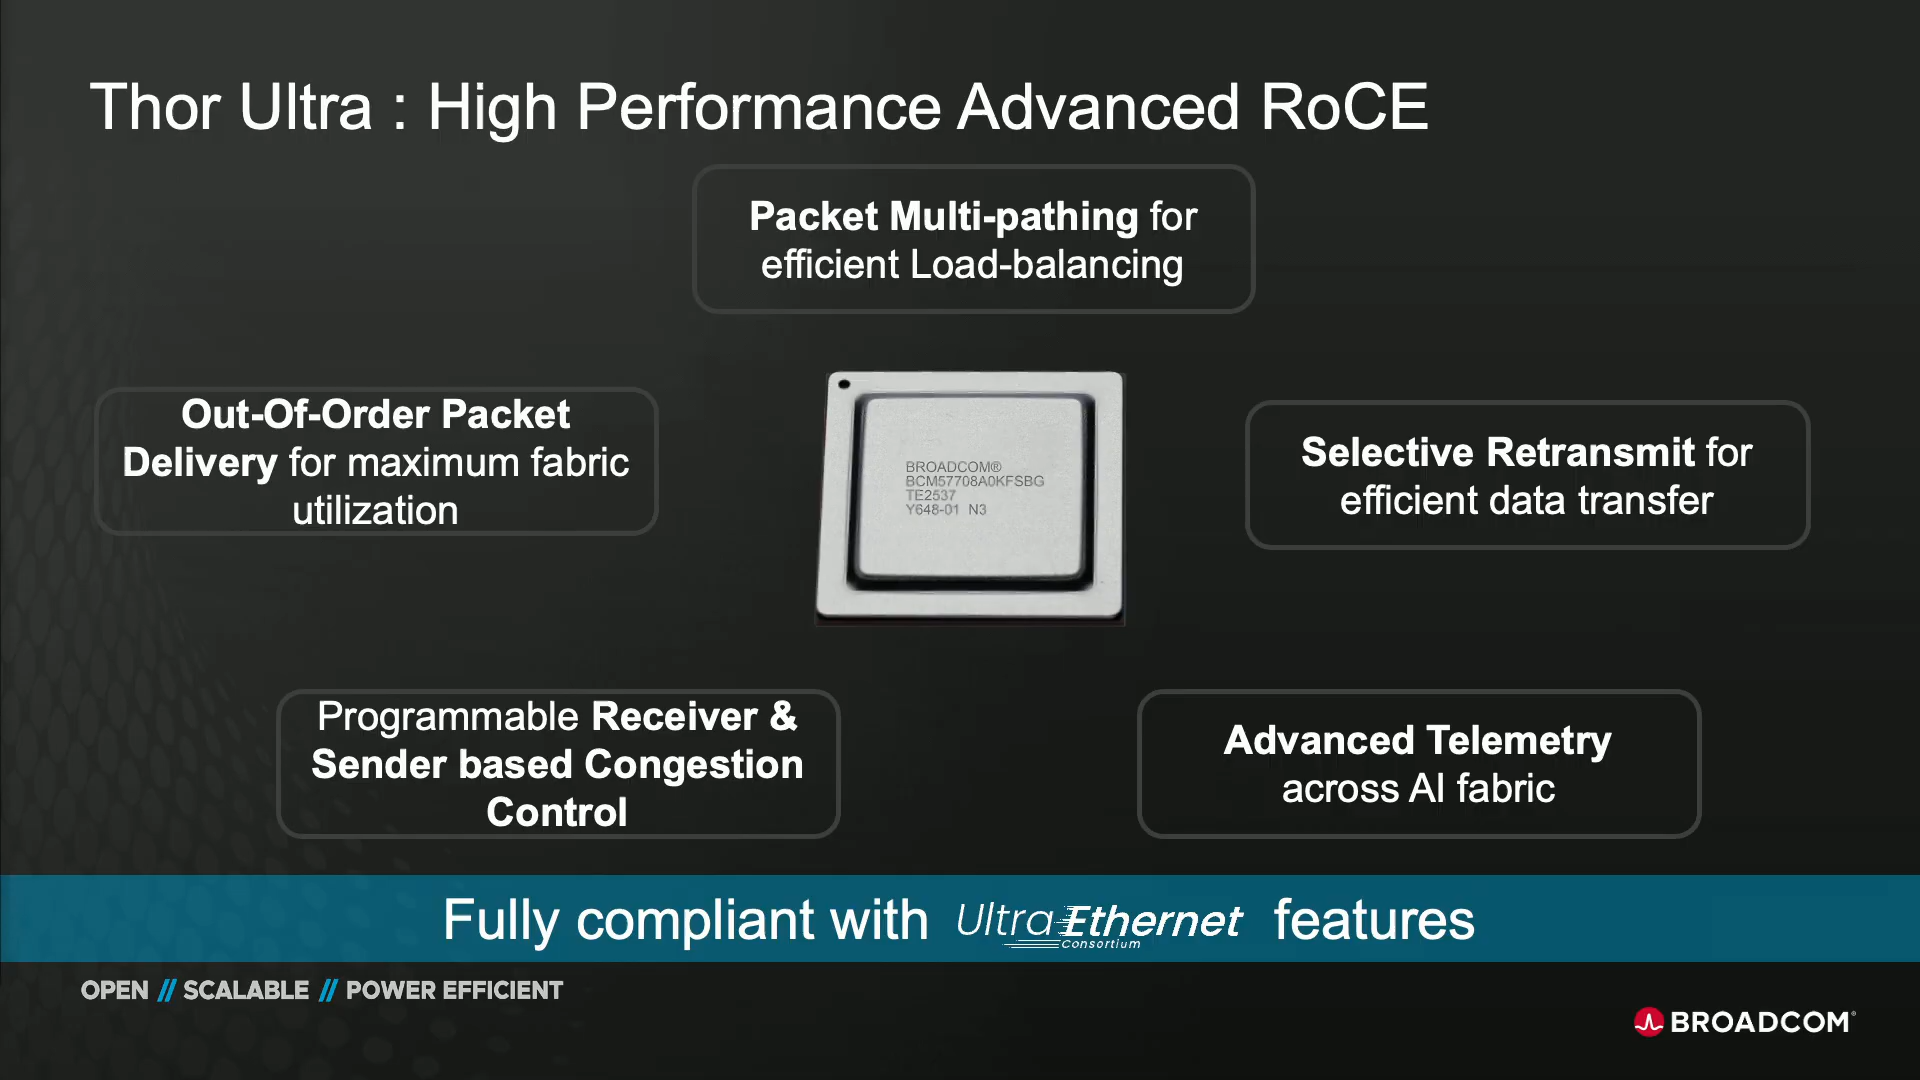 Thor Ultra : High Performance Advanced RoCE
Packet Multi-pathing for
efficient Load-balancing
Out-Of-Order Packet
Delivery for maximum fabric
utilization
BROADCOM®
BCM57708A0KFSBG
TE2537
Y648-01 N3
Selective Retransmit for
efficient data transfer
Programmable Receiver &
Sender based Congestion
Control
Advanced Telemetry
across AI fabric
Fully compliant with Ultra Ethernet Consortium features
OPEN // SCALABLE // POWER EFFICIENT
BROADCOM®